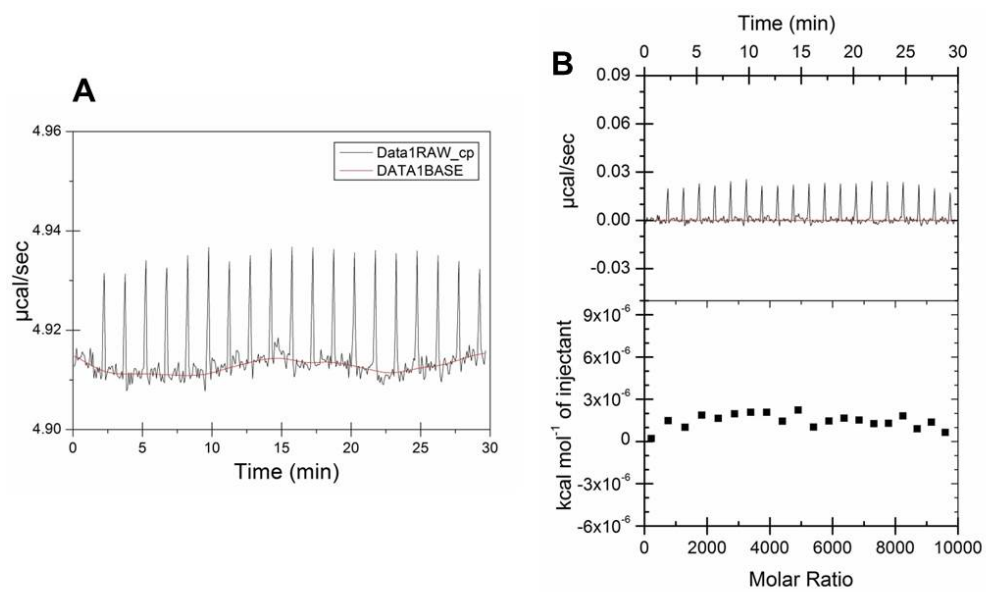 A
4.96
4.94
4.92
4.90
µcal/sec
Data1RAW_cp
DATA1BASE
0 5 10 15 20 25 30
Time (min)
B
Time (min)
0 5 10 15 20 25 30
0.09
0.06
0.03
0.00
-0.03
µcal/sec
9x10⁻⁶
6x10⁻⁶
3x10⁻⁶
0
-3x10⁻⁶
-6x10⁻⁶
kcal mol⁻¹ of injectant
0 2000 4000 6000 8000 10000
Molar Ratio